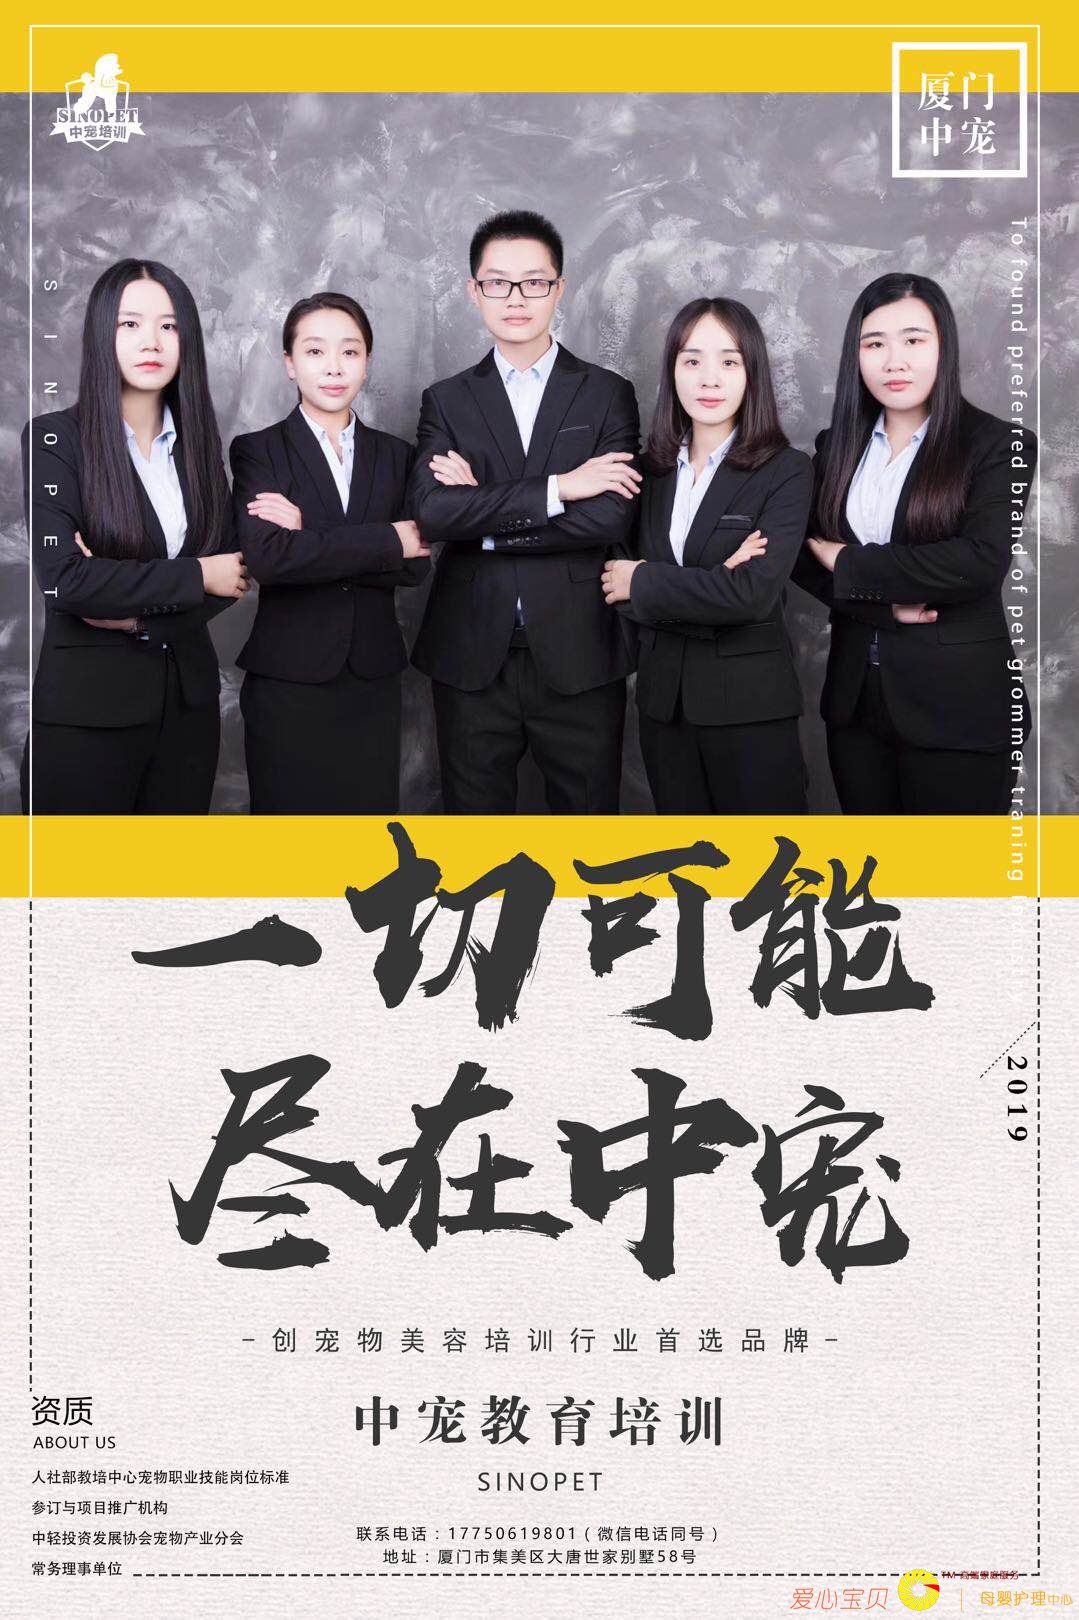 SINOPET
中宠培训
厦门
中宠
SINOPET
To found preferred brand of pet grommer traning
一切可能
尽在中宠
2019
-创宠物美容培训行业首选品牌-
中宠教育培训
SINOPET
资质
ABOUT US
人社部教培中心宠物职业技能岗位标准
参订与项目推广机构
中轻投资发展协会宠物产业分会
常务理事单位
联系电话：17750619801（微信电话同号）
地址：厦门市集美区大唐世家别墅58号
爱心宝贝 TM 高端家庭服务 | 母婴护理中心